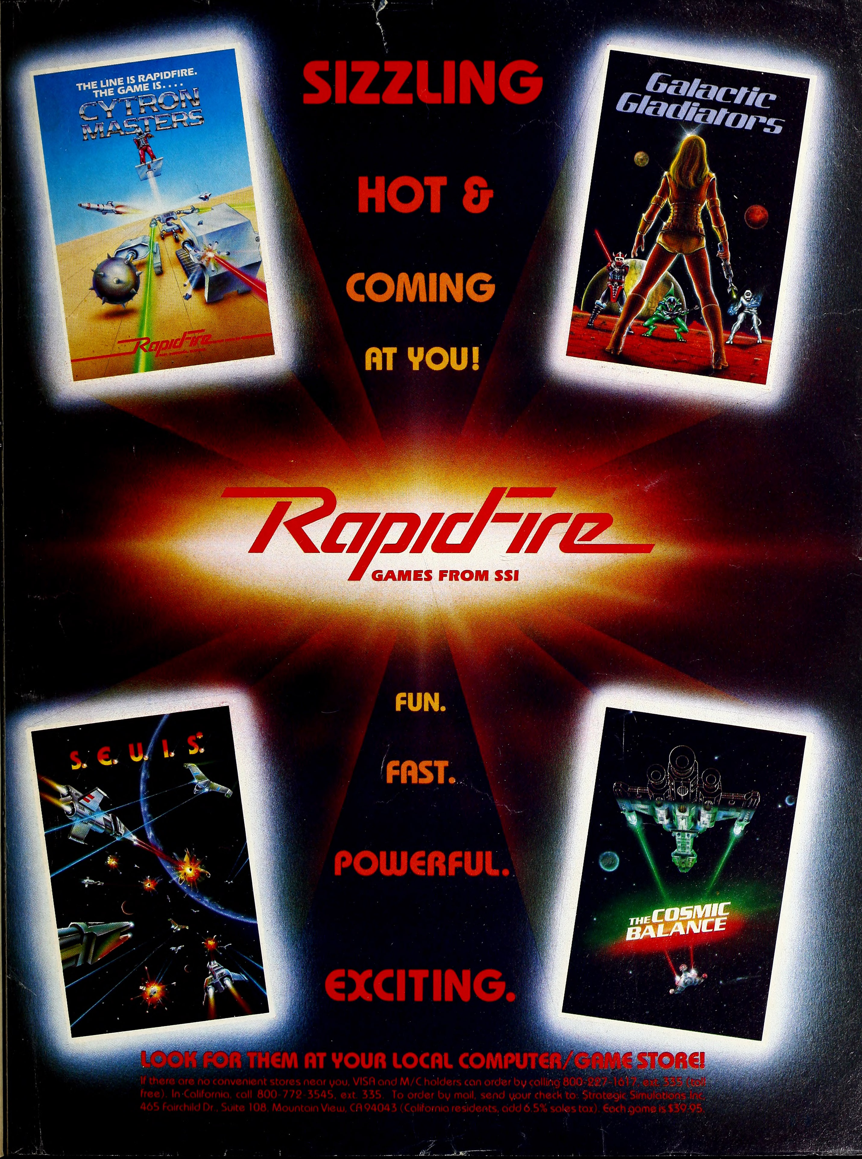 THE LINE IS RAPIDFIRE.
THE GAME IS....
CYTRON
MASTERS
RapidFire
SIZZLING
HOT &
COMING
AT YOU!
Galactic
Gladiators
RapidFire
GAMES FROM SSI
S. E. U. I. S.
FUN.
FAST.
POWERFUL.
EXCITING.
THE COSMIC
BALANCE
LOOK FOR THEM AT YOUR LOCAL COMPUTER/GAME STORE!
If there are no convenient stores near you, VISA and M/C holders can order by calling 800-227-1617, ext. 335 (toll
free). In California, call 800-772-3545, ext. 335. To order by mail, send your check to: Strategic Simulations Inc,
465 Fairchild Dr., Suite 108, Mountain View, CA 94043 (California residents, add 6.5% sales tax). Each game is $39.95.